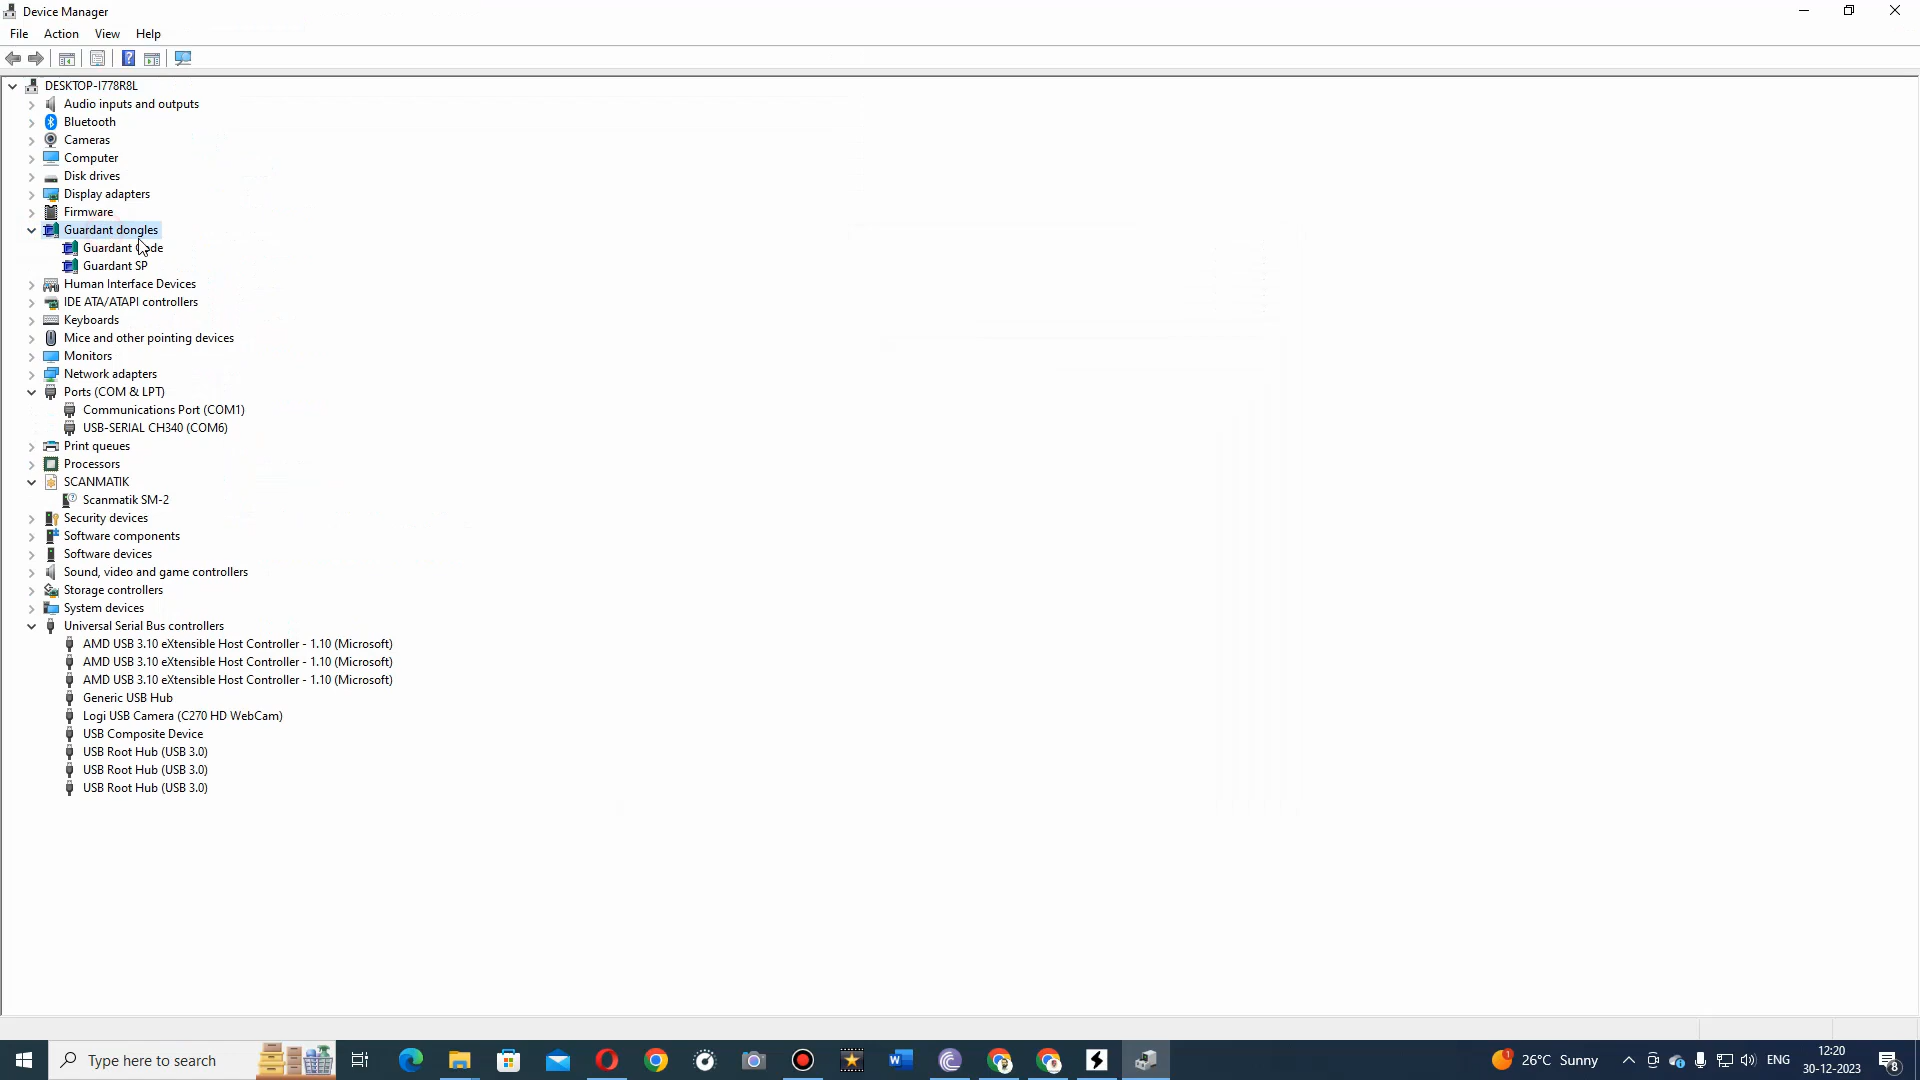 Device Manager
File Action View Help
DESKTOP-I778R8L
Audio inputs and outputs
Bluetooth
Cameras
Computer
Disk drives
Display adapters
Firmware
Guardant dongles
Guardant de
Guardant SP
Human Interface Devices
IDE ATA/ATAPI controllers
Keyboards
Mice and other pointing devices
Monitors
Network adapters
Ports (COM & LPT)
Communications Port (COM1)
USB-SERIAL CH340 (COM6)
Print queues
Processors
SCANMATIK
Scanmatik SM-2
Security devices
Software components
Software devices
Sound, video and game controllers
Storage controllers
System devices
Universal Serial Bus controllers
AMD USB 3.10 eXtensible Host Controller - 1.10 (Microsoft)
AMD USB 3.10 eXtensible Host Controller - 1.10 (Microsoft)
AMD USB 3.10 eXtensible Host Controller - 1.10 (Microsoft)
Generic USB Hub
Logi USB Camera (C270 HD WebCam)
USB Composite Device
USB Root Hub (USB 3.0)
USB Root Hub (USB 3.0)
USB Root Hub (USB 3.0)
Type here to search
1
26°C Sunny
ENG
12:20
30-12-2023
8